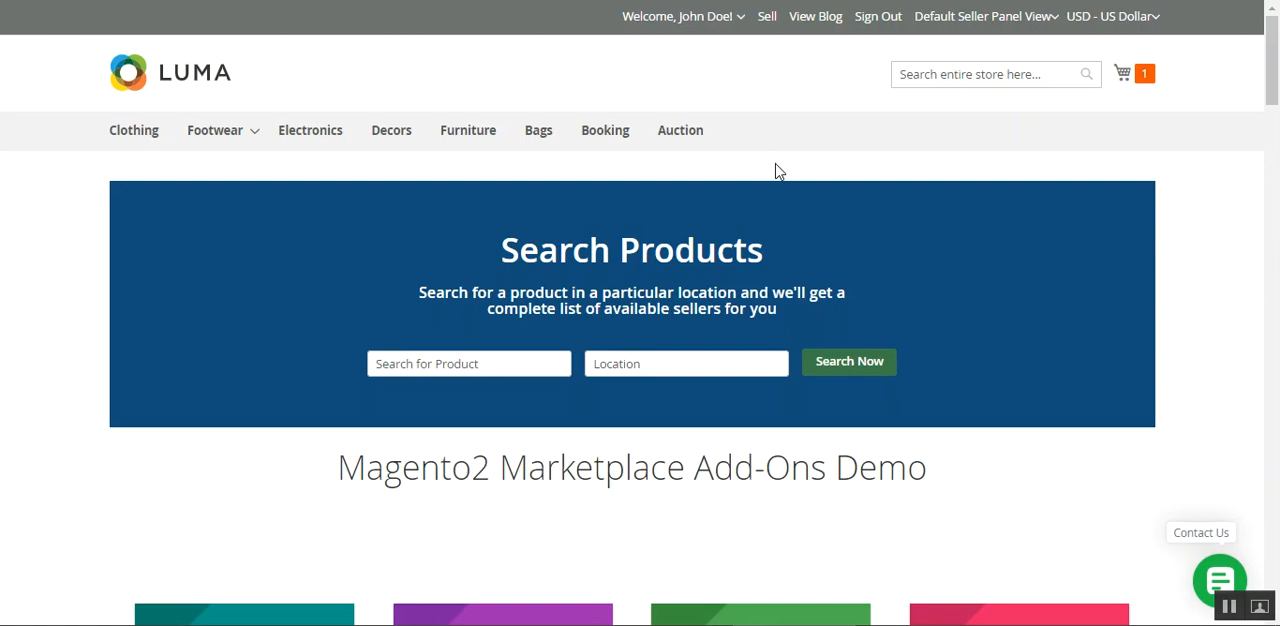 Welcome, John Doe! Sell View Blog Sign Out Default Seller Panel View USD - US Dollar
LUMA
Search entire store here...
1
Clothing Footwear Electronics Decors Furniture Bags Booking Auction
Search Products
Search for a product in a particular location and we'll get a
complete list of available sellers for you
Search for Product
Location
Search Now
Magento2 Marketplace Add-Ons Demo
Contact Us